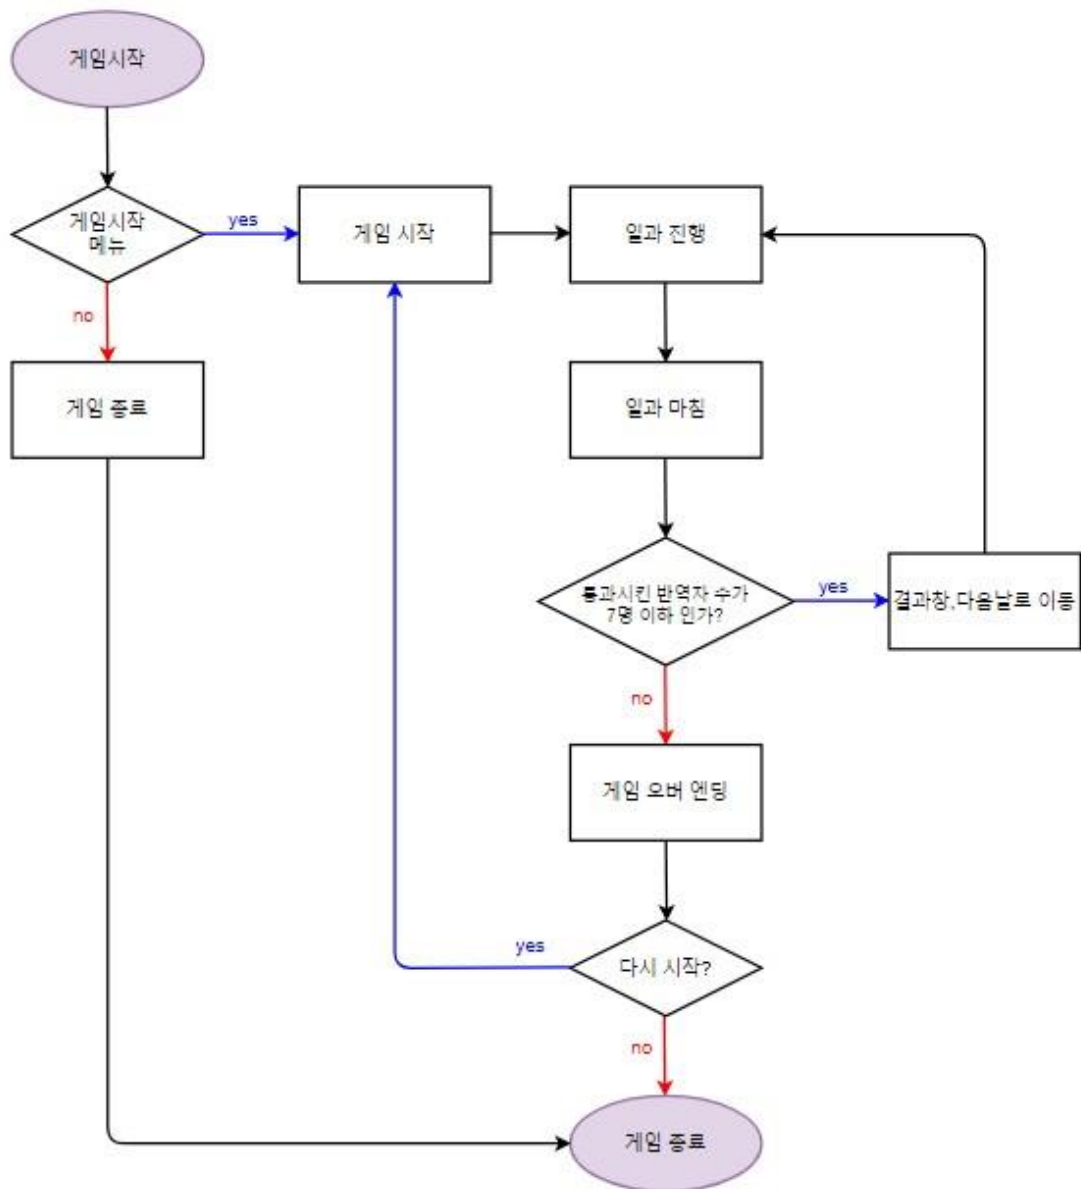 게임시작
게임시작
메뉴
yes
게임 시작
일과 진행
no
게임 종료
일과 마침
통과시킨 반역자 수가
7명 이하 인가?
yes
결과창,다음날로 이동
no
게임 오버 엔딩
yes
다시 시작?
no
게임 종료